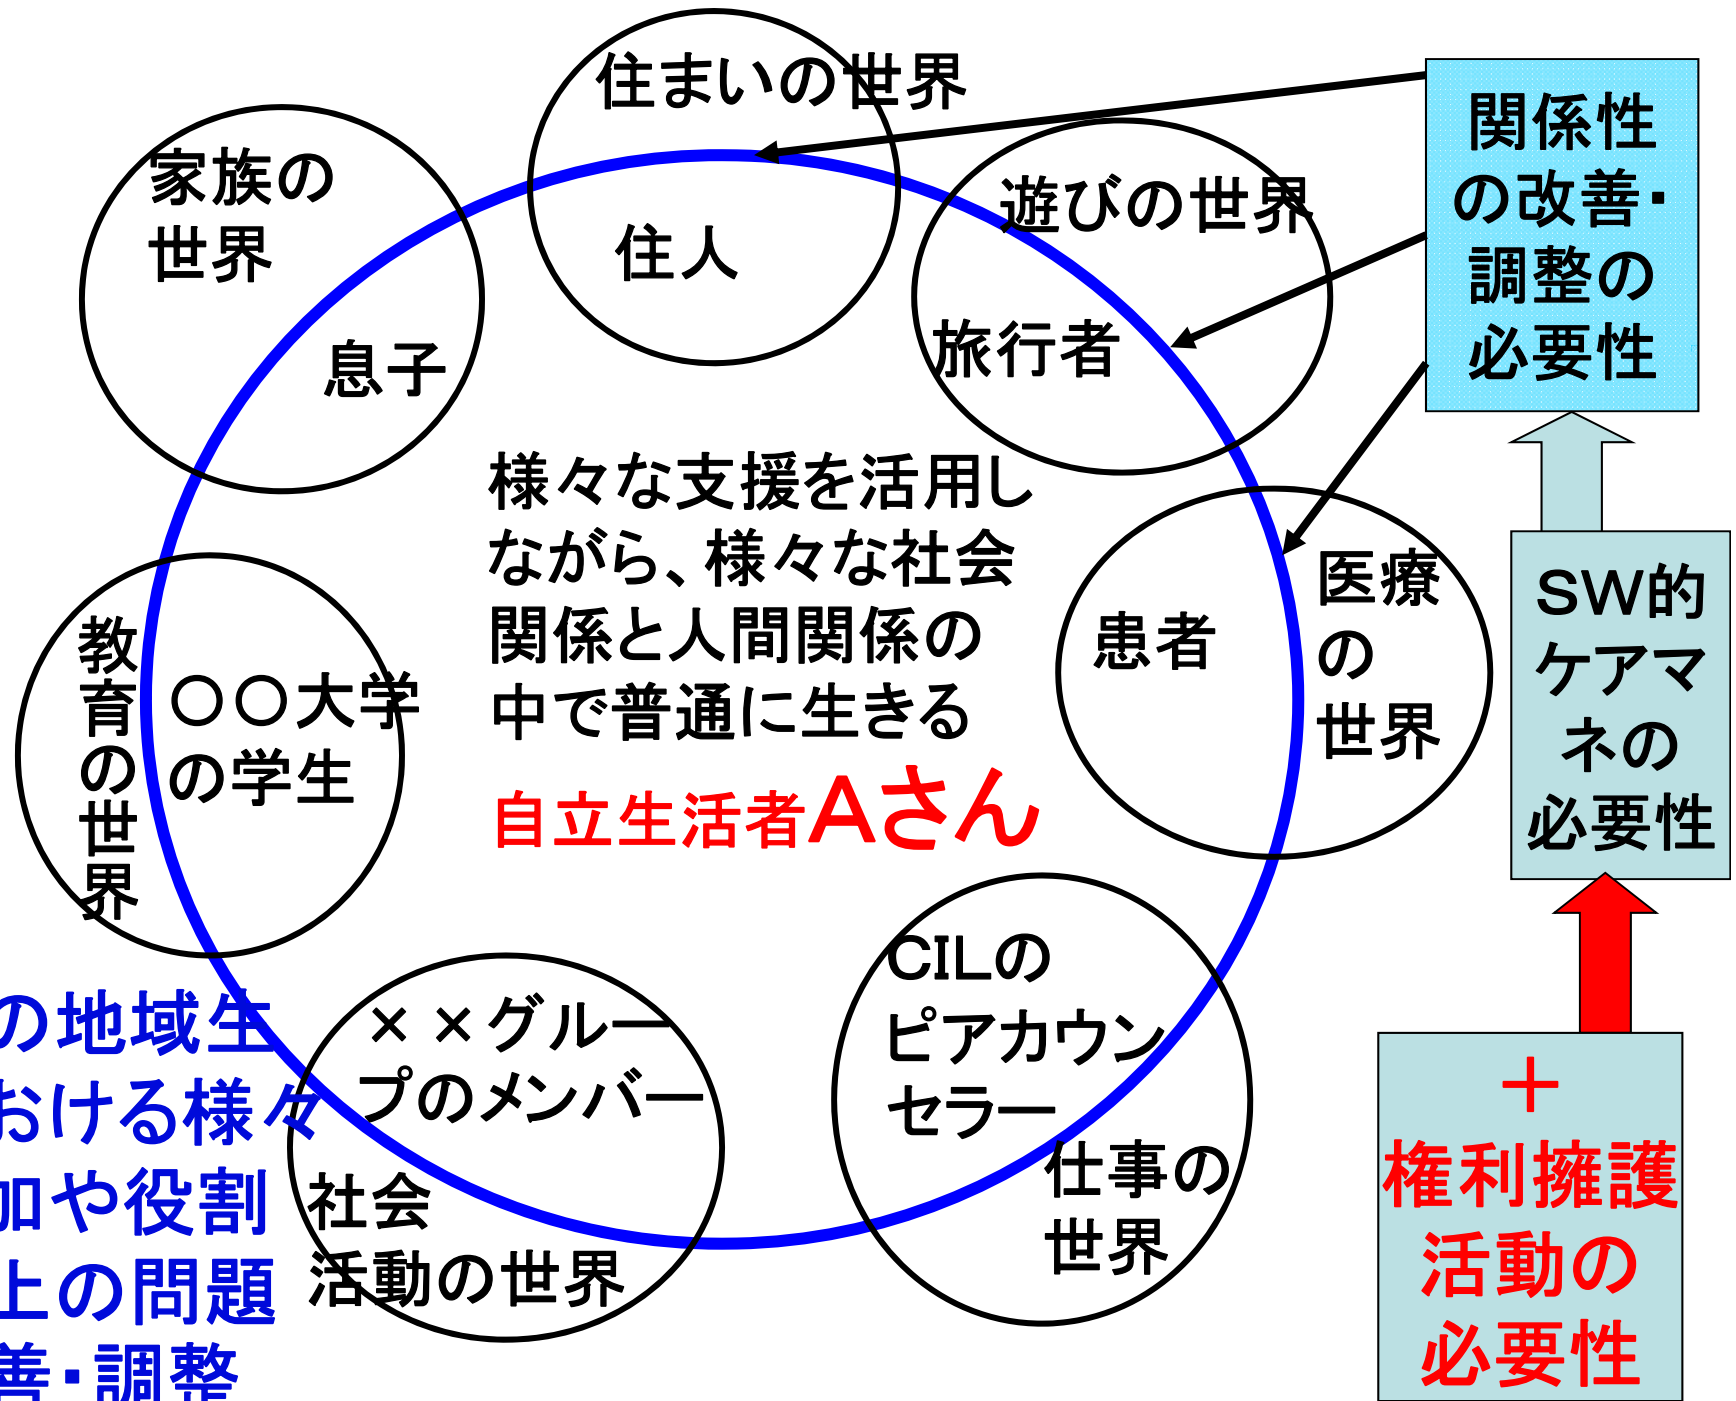 住まいの世界
住人
家族の
世界
息子
遊びの世界
旅行者
関係性
の改善・
調整の
必要性
様々な支援を活用し
ながら、様々な社会
関係と人間関係の
中で普通に生きる
自立生活者Aさん
患者
医療
の
世界
SW的
ケアマ
ネの
必要性
教育の世界
○○大学
の学生
××グルー
プのメンバー
社会
活動の世界
CILの
ピアカウン
セラー
仕事の
世界
の地域生
おける様々
加や役割
上の問題
善・調整
+
権利擁護
活動の
必要性